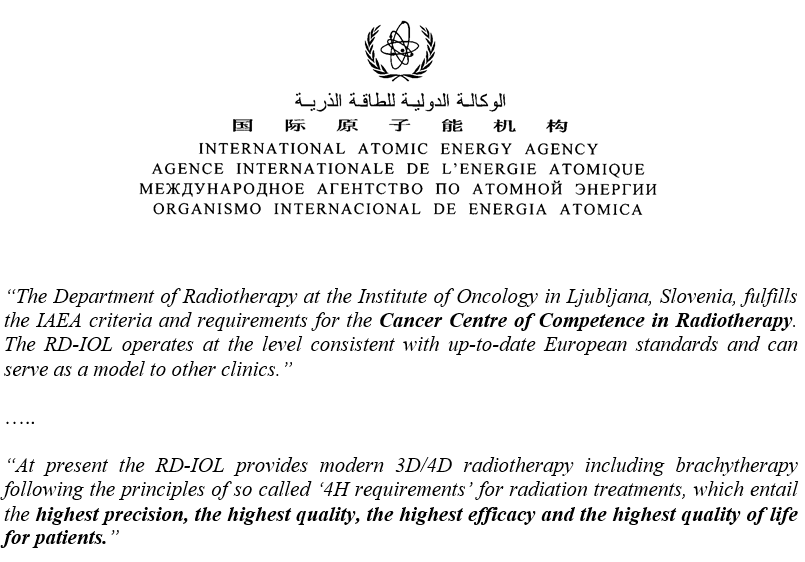 الوكالة الدولية للطاقة الذرية
国 际 原 子 能 机 构
INTERNATIONAL ATOMIC ENERGY AGENCY
AGENCE INTERNATIONALE DE L'ENERGIE ATOMIQUE
МЕЖДУНАРОДНОЕ АГЕНТСТВО ПО АТОМНОЙ ЭНЕРГИИ
ORGANISMO INTERNACIONAL DE ENERGIA ATOMICA
“The Department of Radiotherapy at the Institute of Oncology in Ljubljana, Slovenia, fulfills
the IAEA criteria and requirements for the Cancer Centre of Competence in Radiotherapy.
The RD-IOL operates at the level consistent with up-to-date European standards and can
serve as a model to other clinics.”
…..
“At present the RD-IOL provides modern 3D/4D radiotherapy including brachytherapy
following the principles of so called ‘4H requirements’ for radiation treatments, which entail
the highest precision, the highest quality, the highest efficacy and the highest quality of life
for patients.”